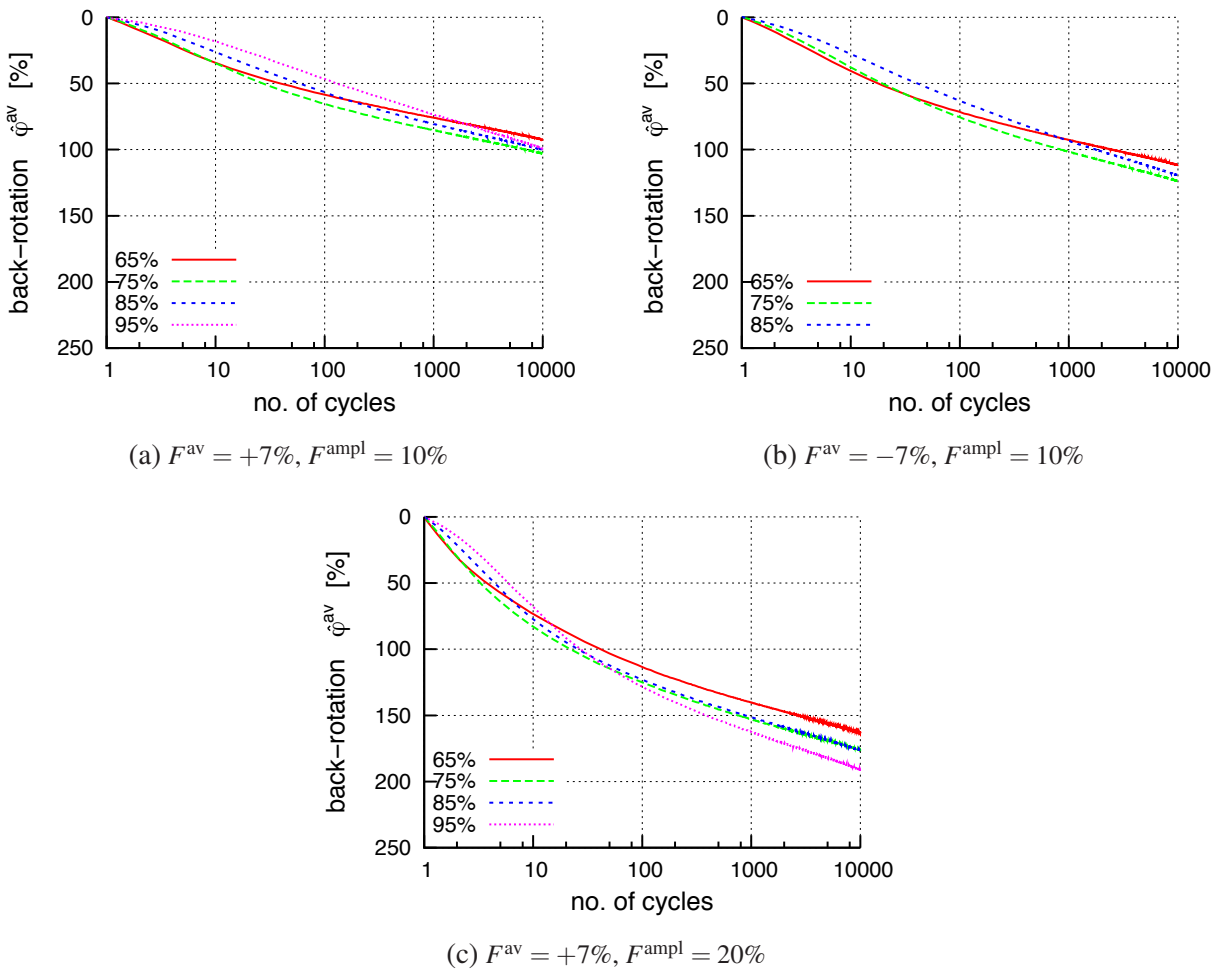 0
50
100
150
200
250
back−rotation φ̂ᵃᵛ [%]
65%
75%
85%
95%
1 10 100 1000 10000
no. of cycles
(a) Fᵃᵛ = +7%, Fᵃᵐᵖˡ = 10%
0
50
100
150
200
250
back−rotation φ̂ᵃᵛ [%]
65%
75%
85%
1 10 100 1000 10000
no. of cycles
(b) Fᵃᵛ = −7%, Fᵃᵐᵖˡ = 10%
0
50
100
150
200
250
back−rotation φ̂ᵃᵛ [%]
65%
75%
85%
95%
1 10 100 1000 10000
no. of cycles
(c) Fᵃᵛ = +7%, Fᵃᵐᵖˡ = 20%